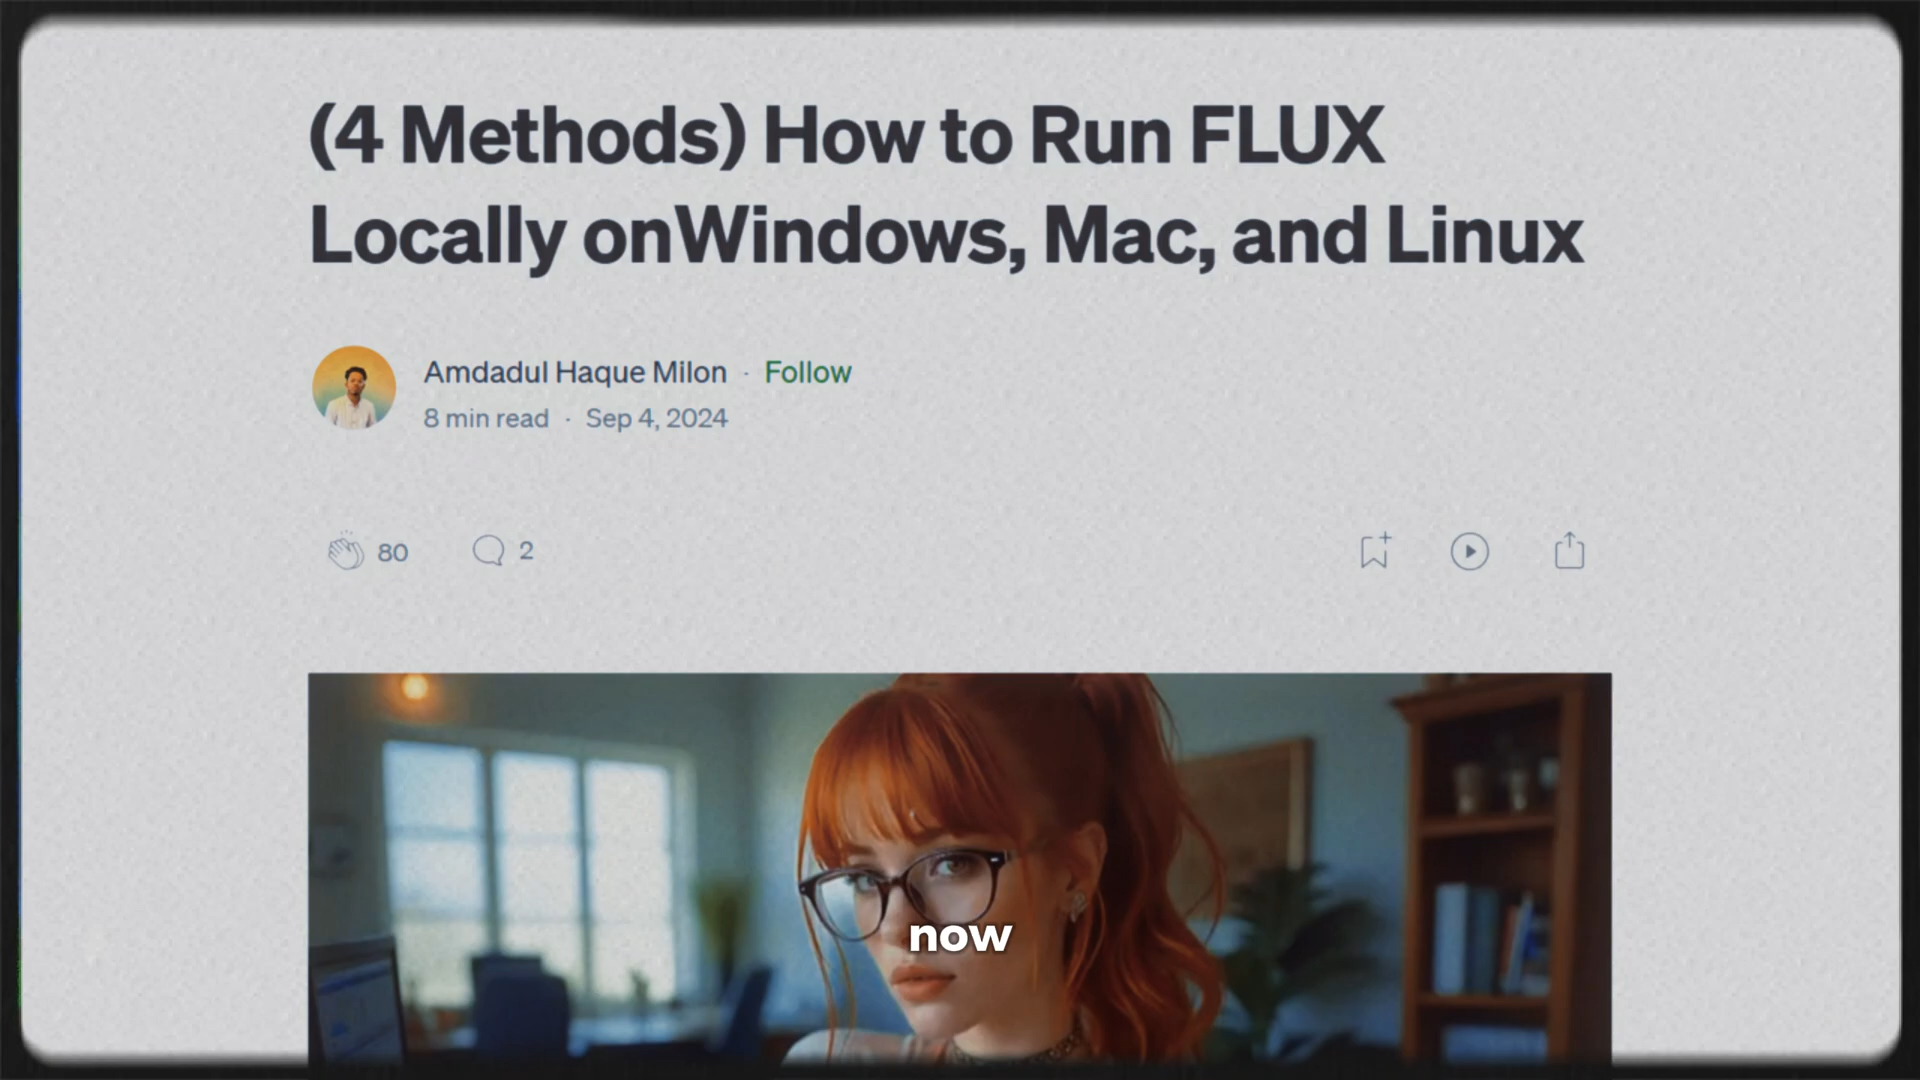 (4 Methods) How to Run FLUX
Locally onWindows, Mac, and Linux
Amdadul Haque Milon · Follow
8 min read · Sep 4, 2024
80 2
now